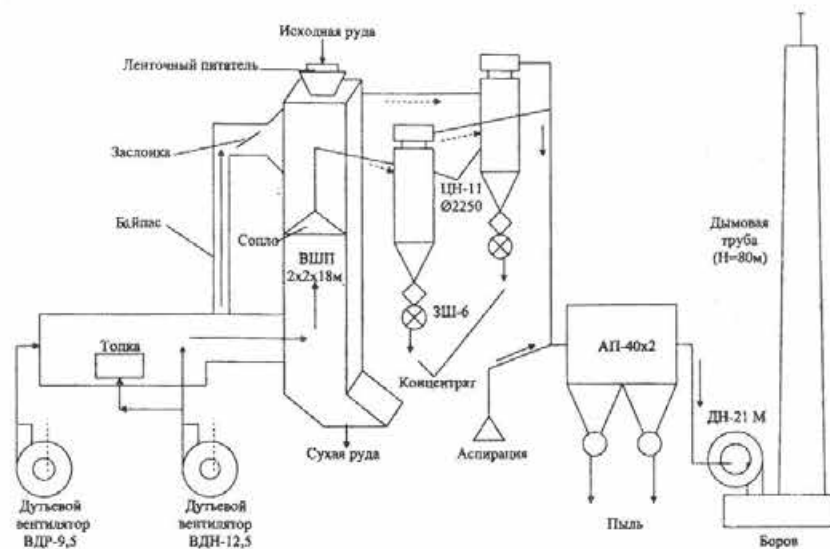 Исходная руда
Ленточный питатель
Заслонка
Байпас
Сопло
ВШП
2х2х18м
ЦН-11
Ø2250
ЗШ-6
Концентрат
Топка
Сухая руда
Аспирация
АП-40х2
Пыль
ДН-21 М
Дымовая
труба
(Н=80м)
Боров
Дутьевой
вентилятор
ВДР-9,5
Дутьевой
вентилятор
ВДН-12,5